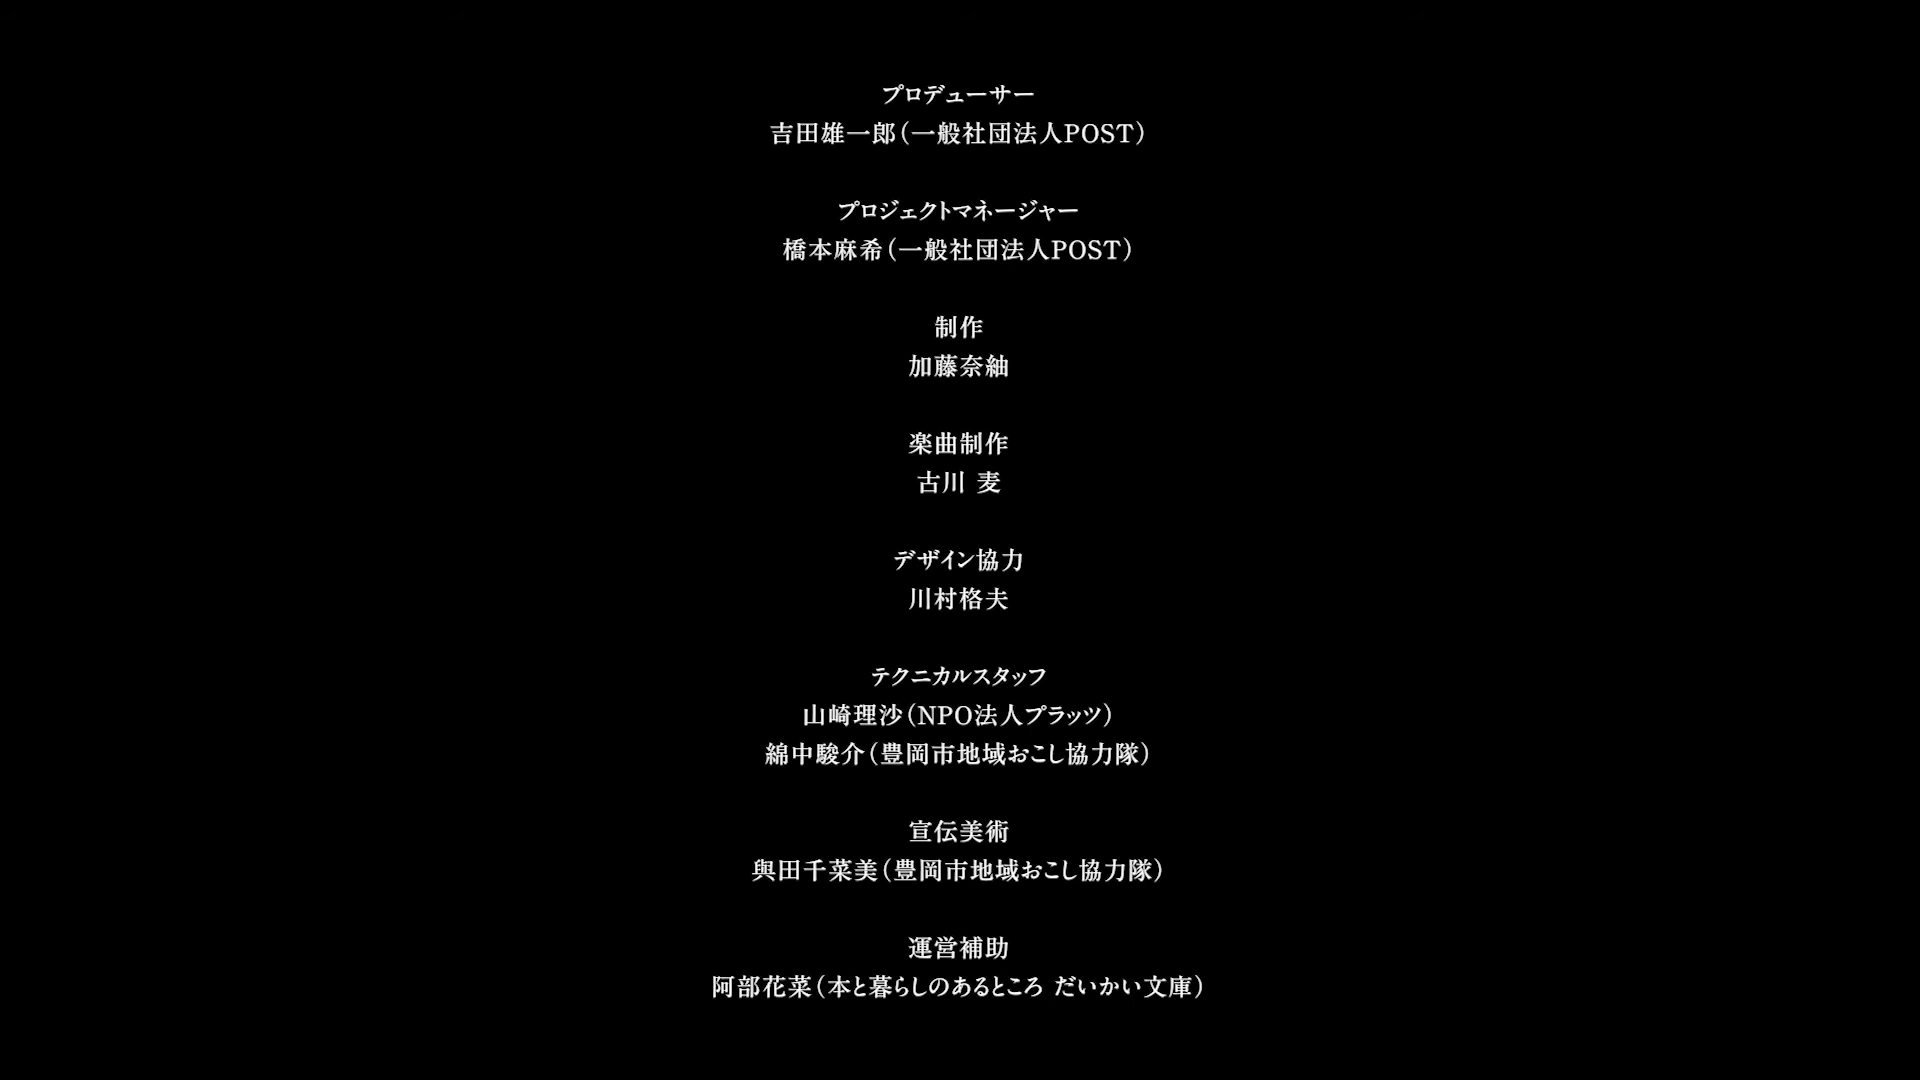 プロデューサー
吉田雄一郎（一般社団法人POST）
プロジェクトマネージャー
橋本麻希（一般社団法人POST）
制作
加藤奈紬
楽曲制作
古川 麦
デザイン協力
川村格夫
テクニカルスタッフ
山崎理沙（NPO法人プラッツ）
綿中駿介（豊岡市地域おこし協力隊）
宣伝美術
與田千菜美（豊岡市地域おこし協力隊）
運営補助
阿部花菜（本と暮らしのあるところ だいかい文庫）